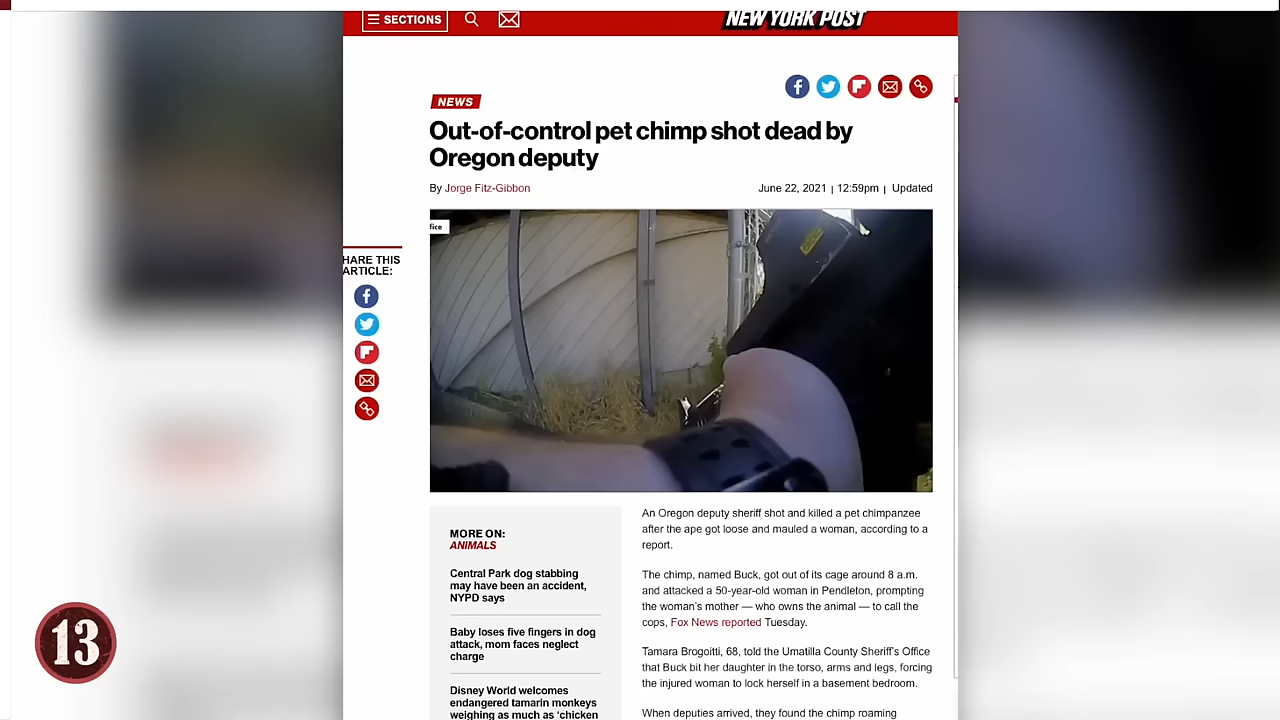 SECTIONS
NEW YORK POST
NEWS
Out-of-control pet chimp shot dead by
Oregon deputy
By Jorge Fitz-Gibbon
June 22, 2021 | 12:59pm | Updated
fice
HARE THIS
ARTICLE:
An Oregon deputy sheriff shot and killed a pet chimpanzee
after the ape got loose and mauled a woman, according to a
report.
The chimp, named Buck, got out of its cage around 8 a.m.
and attacked a 50-year-old woman in Pendleton, prompting
the woman's mother — who owns the animal — to call the
cops, Fox News reported Tuesday.
Tamara Brogoitti, 68, told the Umatilla County Sheriff's Office
that Buck bit her daughter in the torso, arms and legs, forcing
the injured woman to lock herself in a basement bedroom.
When deputies arrived, they found the chimp roaming
MORE ON:
ANIMALS
Central Park dog stabbing
may have been an accident,
NYPD says
Baby loses five fingers in dog
attack, mom faces neglect
charge
Disney World welcomes
endangered tamarin monkeys
weighing as much as 'chicken
13